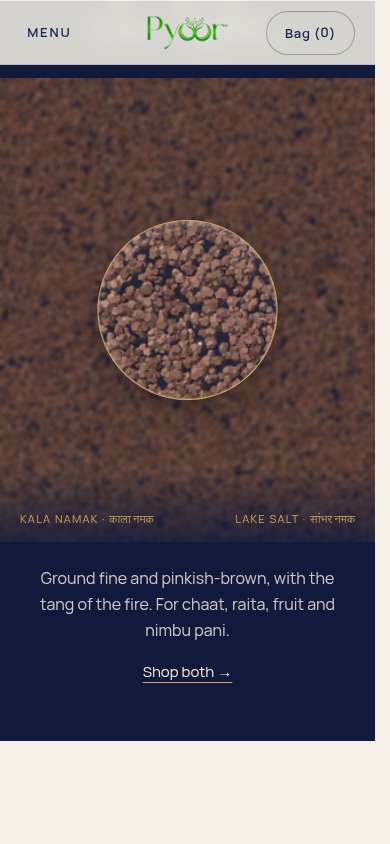 MENU
Pyoor
Bag (0)
KALA NAMAK · काला नमक
LAKE SALT · सांभर नमक
Ground fine and pinkish-brown, with the
tang of the fire. For chaat, raita, fruit and
nimbu pani.
Shop both →